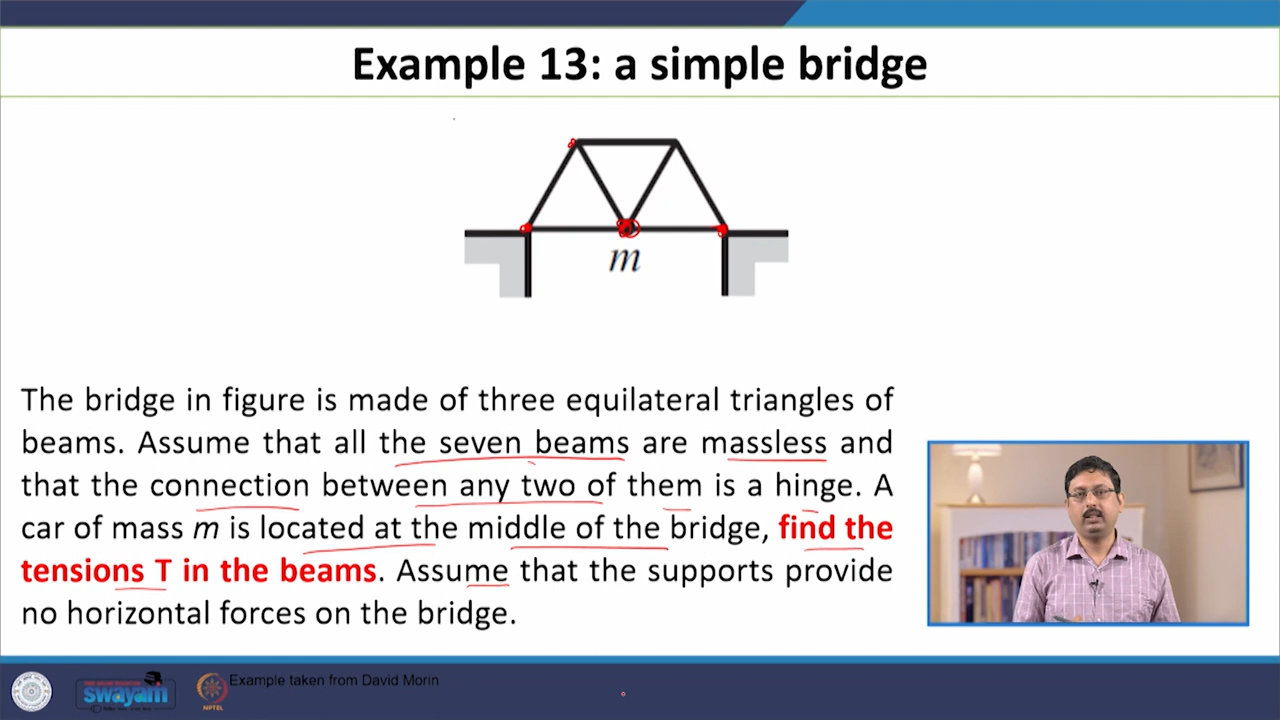 Example 13: a simple bridge
m
The bridge in figure is made of three equilateral triangles of
beams. Assume that all the seven beams are massless and
that the connection between any two of them is a hinge. A
car of mass m is located at the middle of the bridge, find the
tensions T in the beams. Assume that the supports provide
no horizontal forces on the bridge.
swayam
NPTEL
Example taken from David Morin